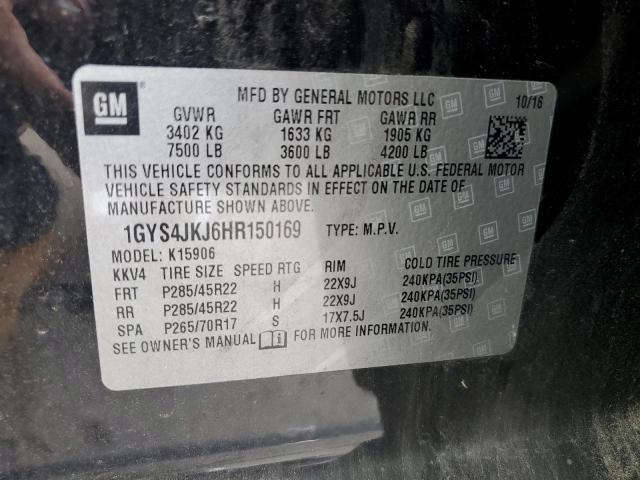 GM ®
MFD BY GENERAL MOTORS LLC 10/16
GVWR GAWR FRT GAWR RR
3402 KG 1633 KG 1905 KG
7500 LB 3600 LB 4200 LB
THIS VEHICLE CONFORMS TO ALL APPLICABLE U.S. FEDERAL MOTOR
VEHICLE SAFETY STANDARDS IN EFFECT ON THE DATE OF
MANUFACTURE SHOWN ABOVE.
1GYS4JKJ6HR150169 TYPE: M.P.V.
MODEL: K15906
KKV4 TIRE SIZE SPEED RTG RIM COLD TIRE PRESSURE
FRT P285/45R22 H 22X9J 240KPA(35PSI)
RR P285/45R22 H 22X9J 240KPA(35PSI)
SPA P265/70R17 S 17X7.5J 240KPA(35PSI)
SEE OWNER'S MANUAL i FOR MORE INFORMATION.